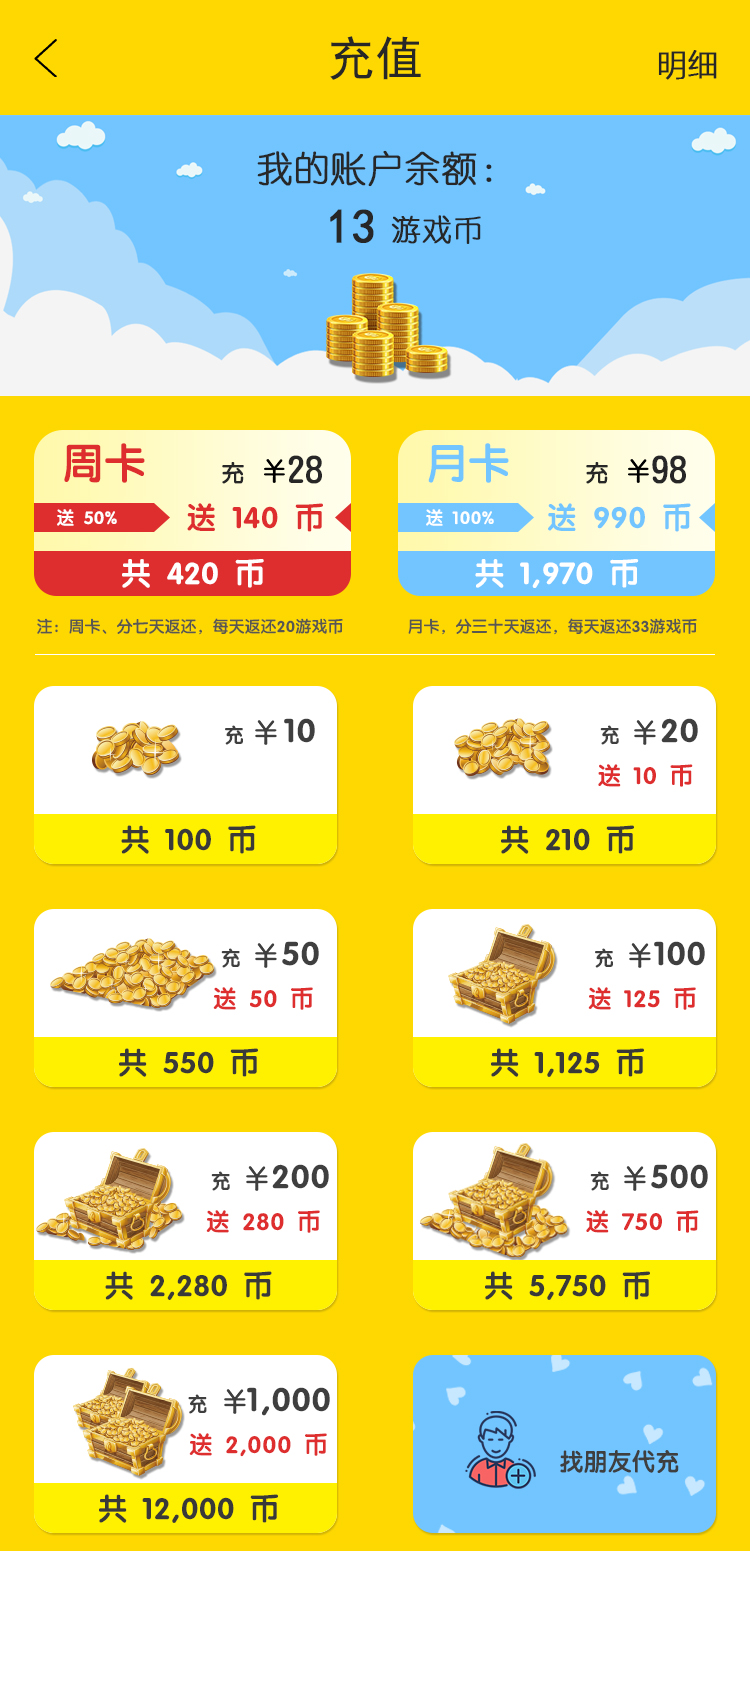 充值
明细
我的账户余额：
13 游戏币
周卡
充 ¥28
送 50%
送 140 币
共 420 币
月卡
充 ¥98
送 100%
送 990 币
共 1,970 币
注：周卡、分七天返还，每天返还20游戏币
月卡，分三十天返还，每天返还33游戏币
充 ¥10
共 100 币
充 ¥20
送 10 币
共 210 币
充 ¥50
送 50 币
共 550 币
充 ¥100
送 125 币
共 1,125 币
充 ¥200
送 280 币
共 2,280 币
充 ¥500
送 750 币
共 5,750 币
充 ¥1,000
送 2,000 币
共 12,000 币
找朋友代充